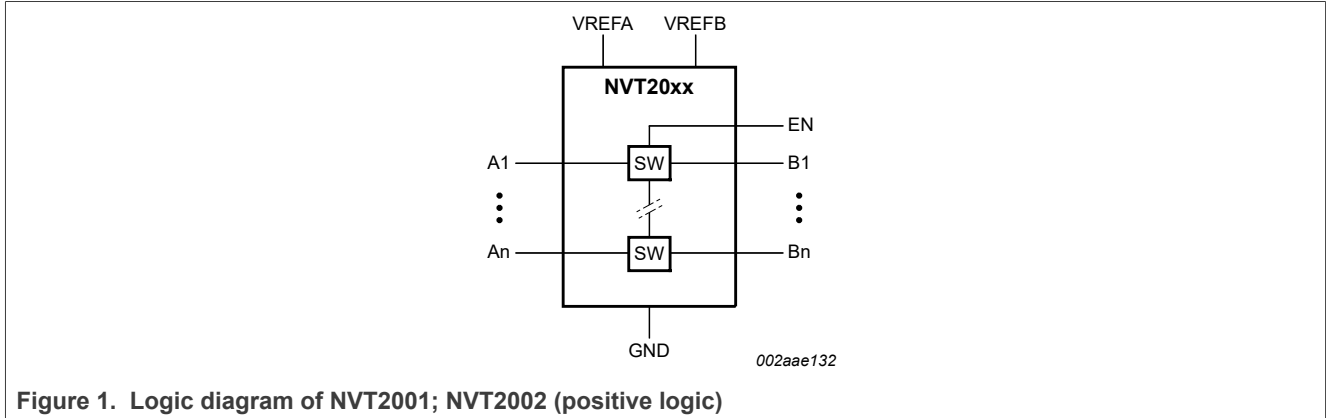 VREFA VREFB
NVT20xx
EN
A1 SW B1
An SW Bn
GND
002aae132
Figure 1. Logic diagram of NVT2001; NVT2002 (positive logic)